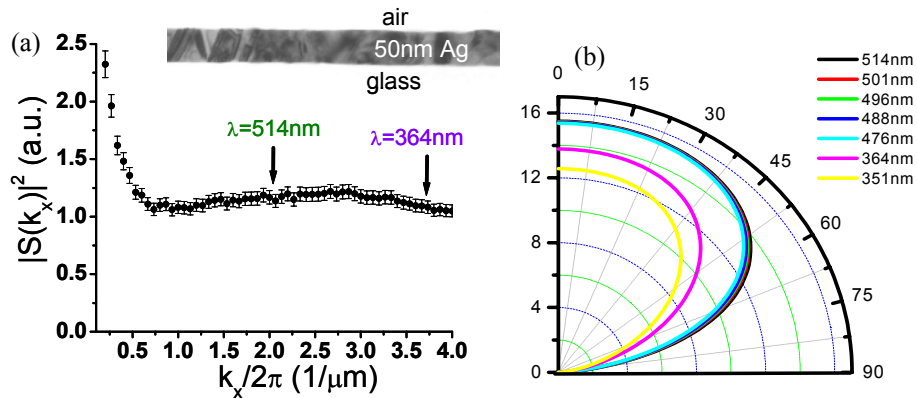 (a)
air
50nm Ag
glass
λ=514nm
λ=364nm
|S(kₓ)|² (a.u.)
2.5
2.0
1.5
1.0
0.5
0.0
0.5 1.0 1.5 2.0 2.5 3.0 3.5 4.0
kₓ/2π (1/μm)
(b)
0
15
30
45
60
75
90
16
12
8
4
0
514nm
501nm
496nm
488nm
476nm
364nm
351nm